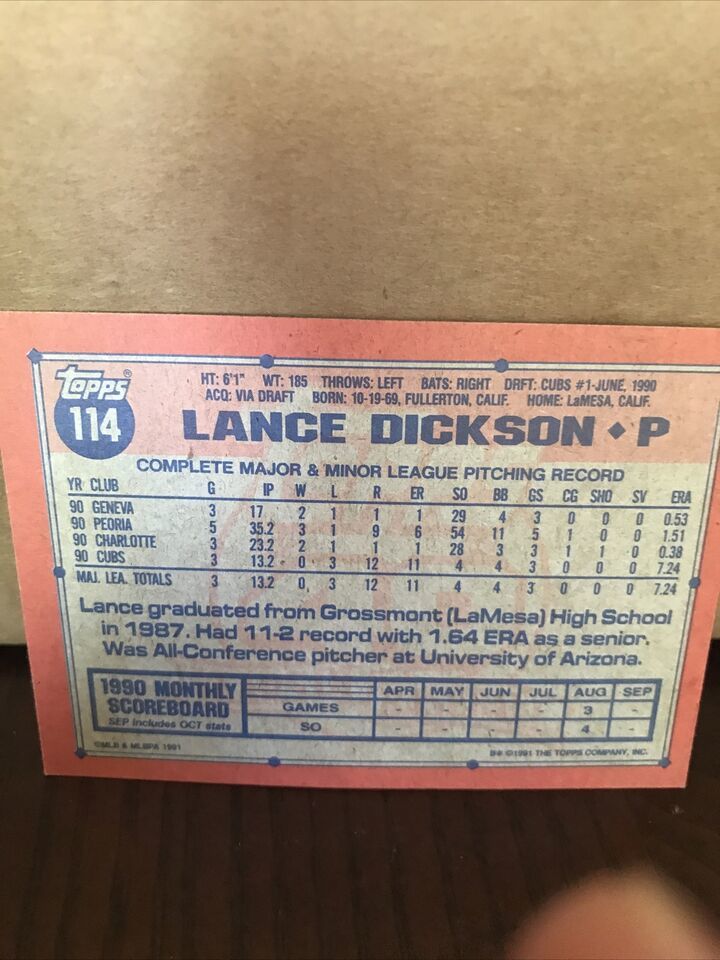 topps®
114
HT: 6'1" WT: 185 THROWS: LEFT BATS: RIGHT DRFT: CUBS #1-JUNE, 1990
ACQ: VIA DRAFT BORN: 10-19-69, FULLERTON, CALIF. HOME: LaMESA, CALIF.
LANCE DICKSON ♦ P
COMPLETE MAJOR & MINOR LEAGUE PITCHING RECORD
YR CLUB G IP W L R ER SO BB GS CG SHO SV ERA
90 GENEVA 3 17 2 1 1 1 29 4 3 0 0 0 0.53
90 PEORIA 5 35.2 3 1 9 6 54 11 5 1 0 0 1.51
90 CHARLOTTE 3 23.2 2 1 1 1 28 3 3 1 1 0 0.38
90 CUBS 3 13.2 0 3 12 11 4 4 3 0 0 0 7.24
MAJ. LEA. TOTALS 3 13.2 0 3 12 11 4 4 3 0 0 0 7.24
Lance graduated from Grossmont (LaMesa) High School
in 1987. Had 11-2 record with 1.64 ERA as a senior.
Was All-Conference pitcher at University of Arizona.
1990 MONTHLY
SCOREBOARD
SEP includes OCT stats
APR MAY JUN JUL AUG SEP
GAMES - - - - 3 -
SO - - - - 4 -
©MLB & MLBPA 1991
B* ©1991 THE TOPPS COMPANY, INC.